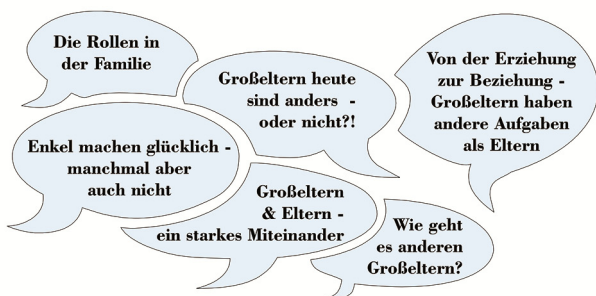 Die Rollen in
der Familie
Großeltern heute
sind anders  -
oder nicht?!
Von der Erziehung
zur Beziehung -
Großeltern haben
andere Aufgaben
als Eltern
Enkel machen glücklich -
manchmal aber
auch nicht
Großeltern
& Eltern -
ein starkes Miteinander
Wie geht
es anderen
Großeltern?